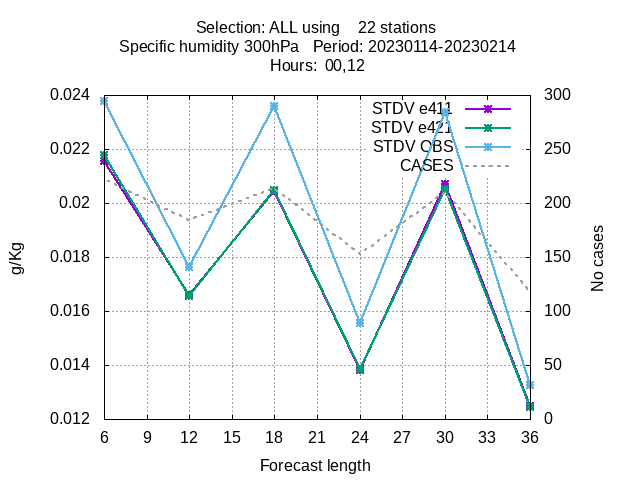 Selection: ALL using 22 stations
Specific humidity 300hPa Period: 20230114-20230214
Hours: 00,12
0.024
0.022
0.02
0.018
0.016
0.014
0.012
g/Kg
300
250
200
150
100
50
0
No cases
STDV e411
STDV e421
STDV OBS
CASES
6 9 12 15 18 21 24 27 30 33 36
Forecast length